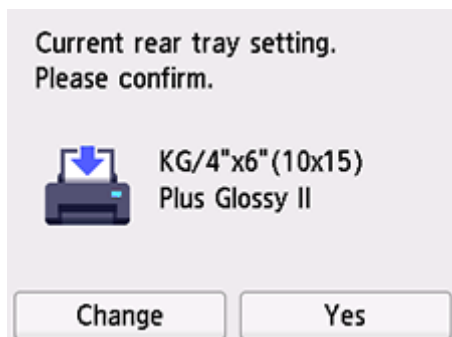 Current rear tray setting.
Please confirm.
KG/4"x6"(10x15)
Plus Glossy II
Change
Yes